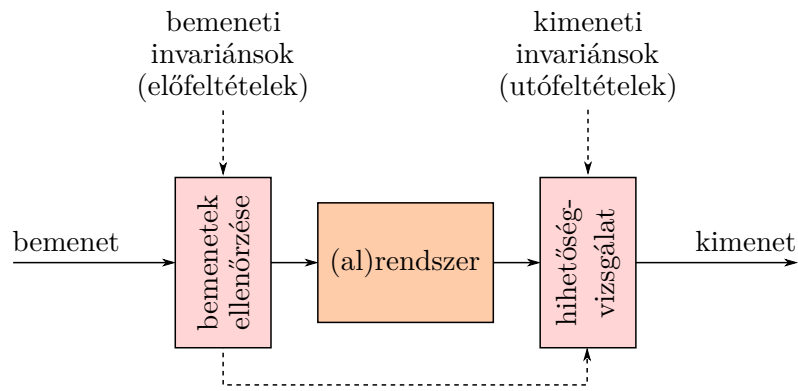 bemeneti
invariánsok
(előfeltételek)
kimeneti
invariánsok
(utófeltételek)
bemenet
bemenetek
ellenőrzése
(al)rendszer
hihetőség-
vizsgálat
kimenet